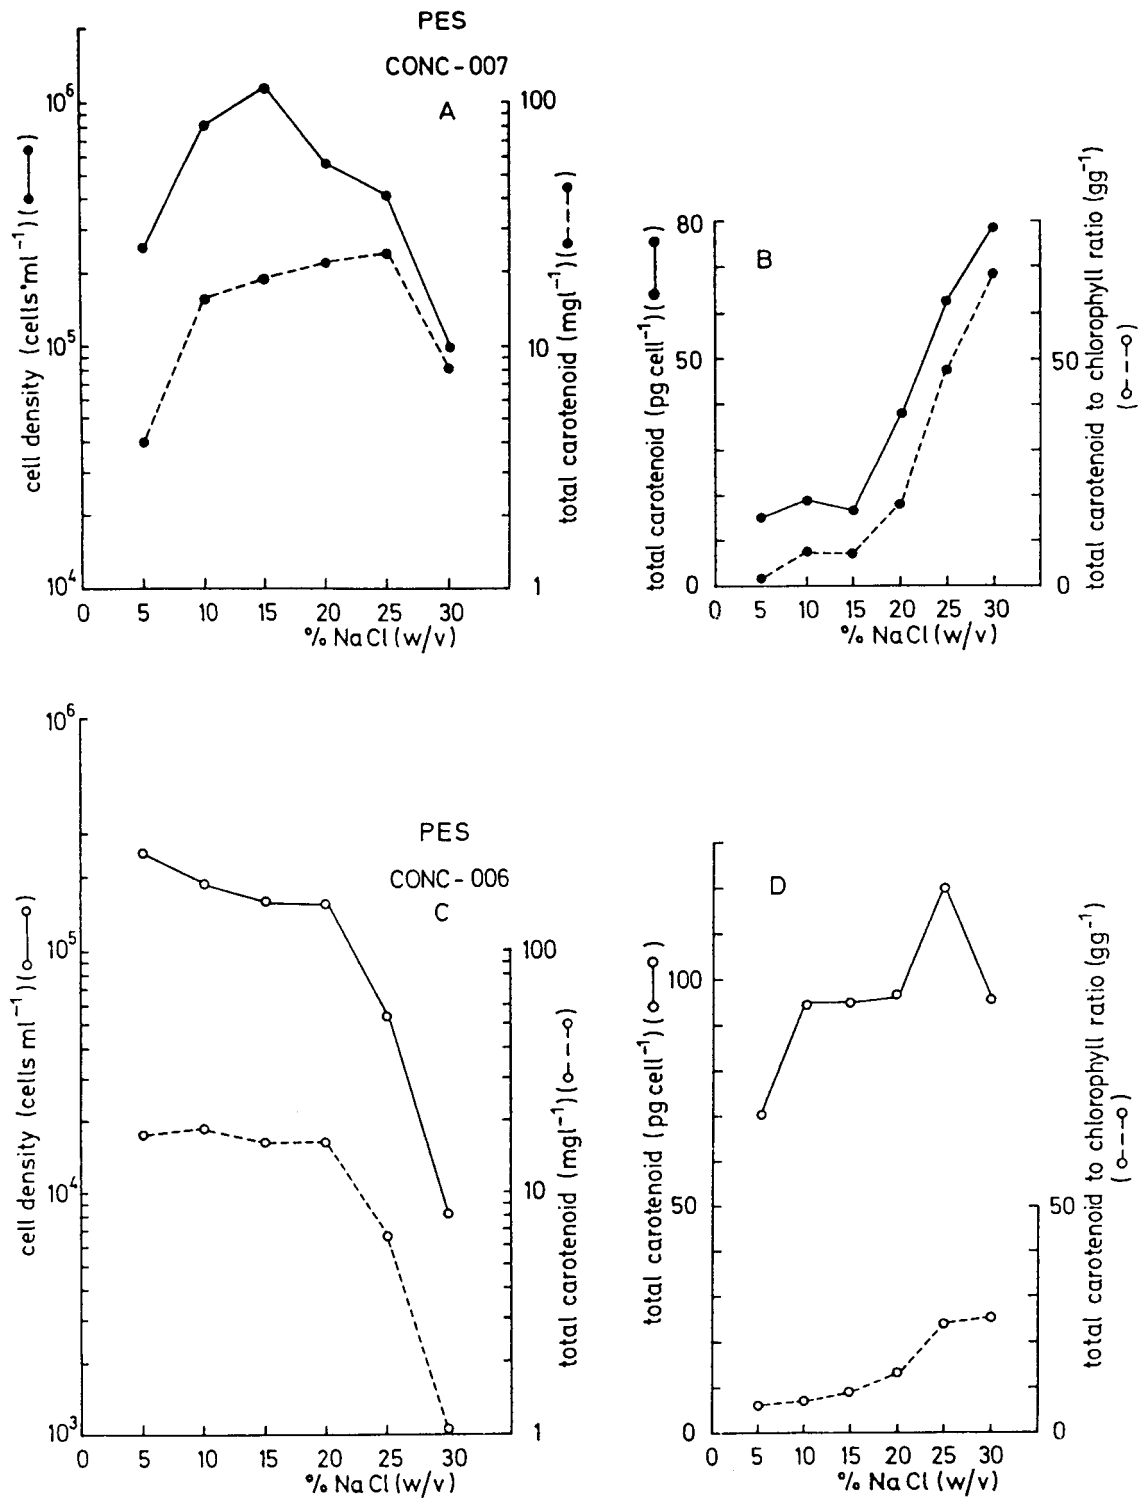 PES
CONC-007
A
cell density (cells•ml⁻¹)(●—●)
10⁶
10⁵
10⁴
total carotenoid (mgl⁻¹)(●---●)
100
10
1
0 5 10 15 20 25 30
% NaCl (w/v)
B
total carotenoid (pg cell⁻¹)(●—●)
80
50
0
total carotenoid to chlorophyll ratio (gg⁻¹)
(○---○)
50
0
0 5 10 15 20 25 30
% NaCl (w/v)
PES
CONC-006
C
cell density (cells ml⁻¹)(○—○)
10⁶
10⁵
10⁴
10³
total carotenoid (mgl⁻¹)(○---○)
100
10
1
0 5 10 15 20 25 30
% NaCl (w/v)
D
total carotenoid (pg cell⁻¹)(○—○)
100
50
0
total carotenoid to chlorophyll ratio (gg⁻¹)
(○---○)
50
0
0 5 10 15 20 25 30
% NaCl (w/v)